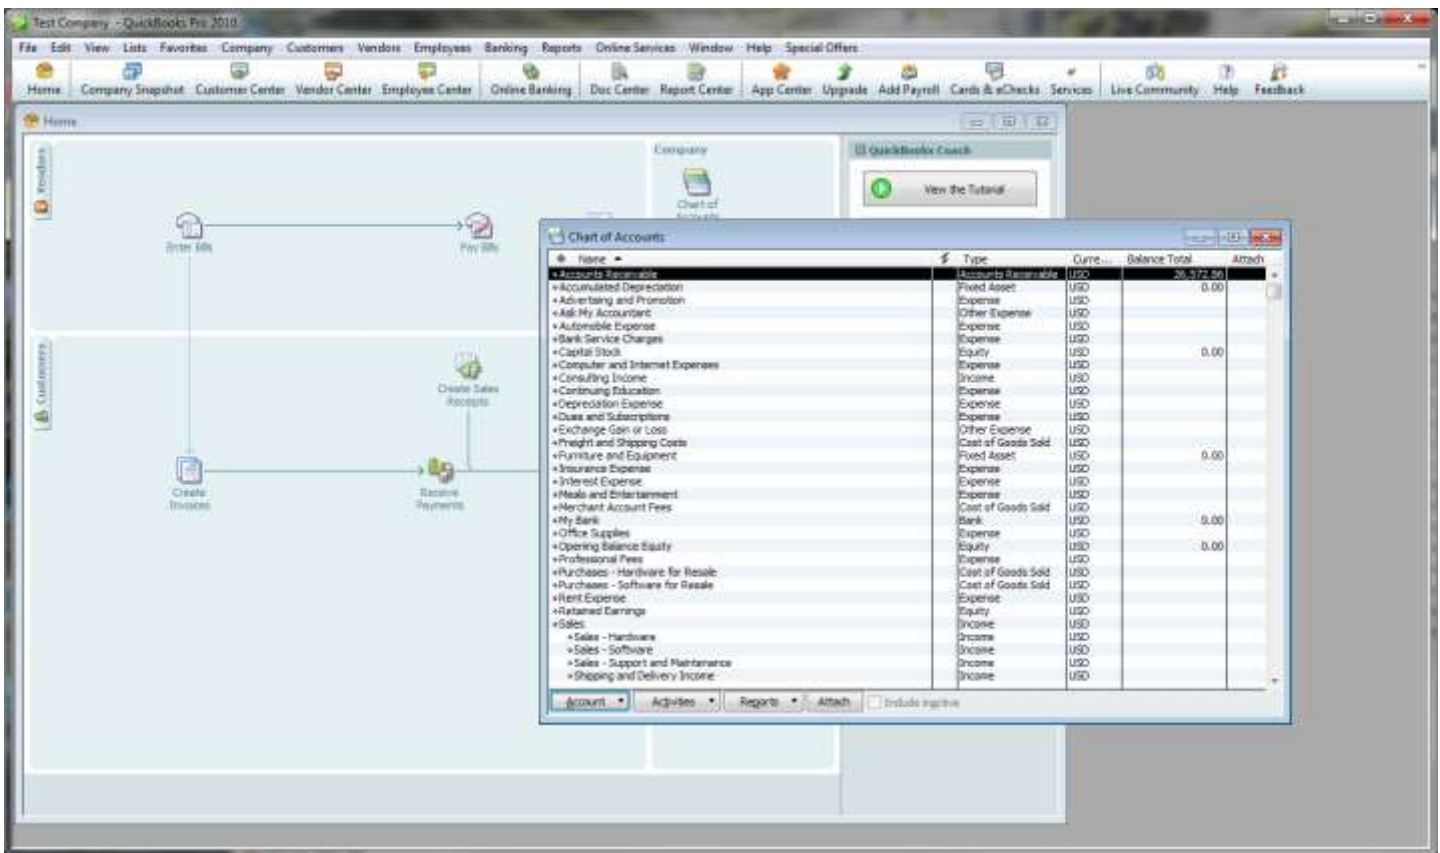 Test Company - QuickBooks Pro 2010
File Edit View Lists Favorites Company Customers Vendors Employees Banking Reports Online Services Window Help Special Offers
Home Company Snapshot Customer Center Vendor Center Employee Center Online Banking Doc Center Report Center App Center Upgrade Add Payroll Cards & eChecks Services Live Community Help Feedback
Home
Vendors
Enter Bills
Pay Bills
Company
Chart of
Accounts
QuickBooks Coach
View the Tutorial
Customers
Create Sales
Receipts
Create
Invoices
Receive
Payments
Chart of Accounts
Name Type Curre... Balance Total Attach
Accounts Receivable Accounts Receivable USD 26,572.86
Accumulated Depreciation Fixed Asset USD 0.00
Advertising and Promotion Expense USD
Ask My Accountant Other Expense USD
Automobile Expense Expense USD
Bank Service Charges Expense USD
Capital Stock Equity USD 0.00
Computer and Internet Expenses Expense USD
Consulting Income Income USD
Continuing Education Expense USD
Depreciation Expense Expense USD
Dues and Subscriptions Expense USD
Exchange Gain or Loss Other Expense USD
Freight and Shipping Costs Cost of Goods Sold USD
Furniture and Equipment Fixed Asset USD 0.00
Insurance Expense Expense USD
Interest Expense Expense USD
Meals and Entertainment Expense USD
Merchant Account Fees Cost of Goods Sold USD
My Bank Bank USD 0.00
Office Supplies Expense USD
Opening Balance Equity Equity USD 0.00
Professional Fees Expense USD
Purchases - Hardware for Resale Cost of Goods Sold USD
Purchases - Software for Resale Cost of Goods Sold USD
Rent Expense Expense USD
Retained Earnings Equity USD
Sales Income USD
Sales - Hardware Income USD
Sales - Software Income USD
Sales - Support and Maintenance Income USD
Shipping and Delivery Income Income USD
Account Activities Reports Attach Include inactive